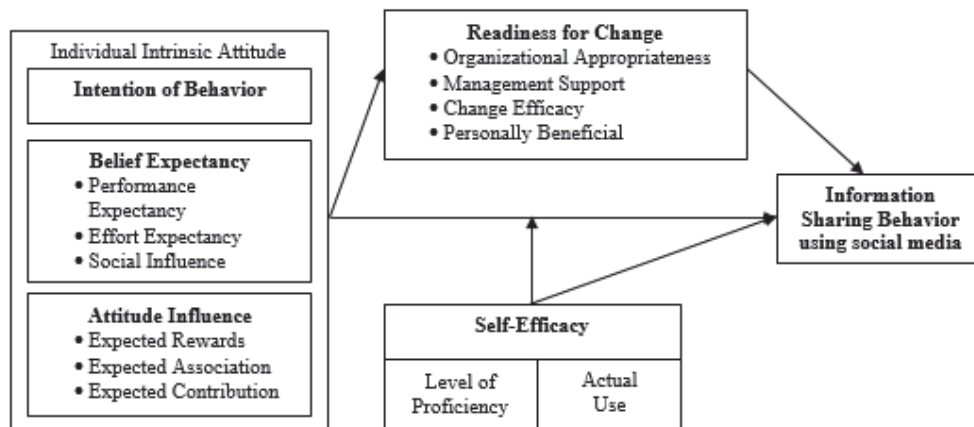 Individual Intrinsic Attitude
Intention of Behavior
Belief Expectancy
• Performance
Expectancy
• Effort Expectancy
• Social Influence
Attitude Influence
• Expected Rewards
• Expected Association
• Expected Contribution
Readiness for Change
• Organizational Appropriateness
• Management Support
• Change Efficacy
• Personally Beneficial
Self-Efficacy
Level of
Proficiency
Actual
Use
Information
Sharing Behavior
using social media